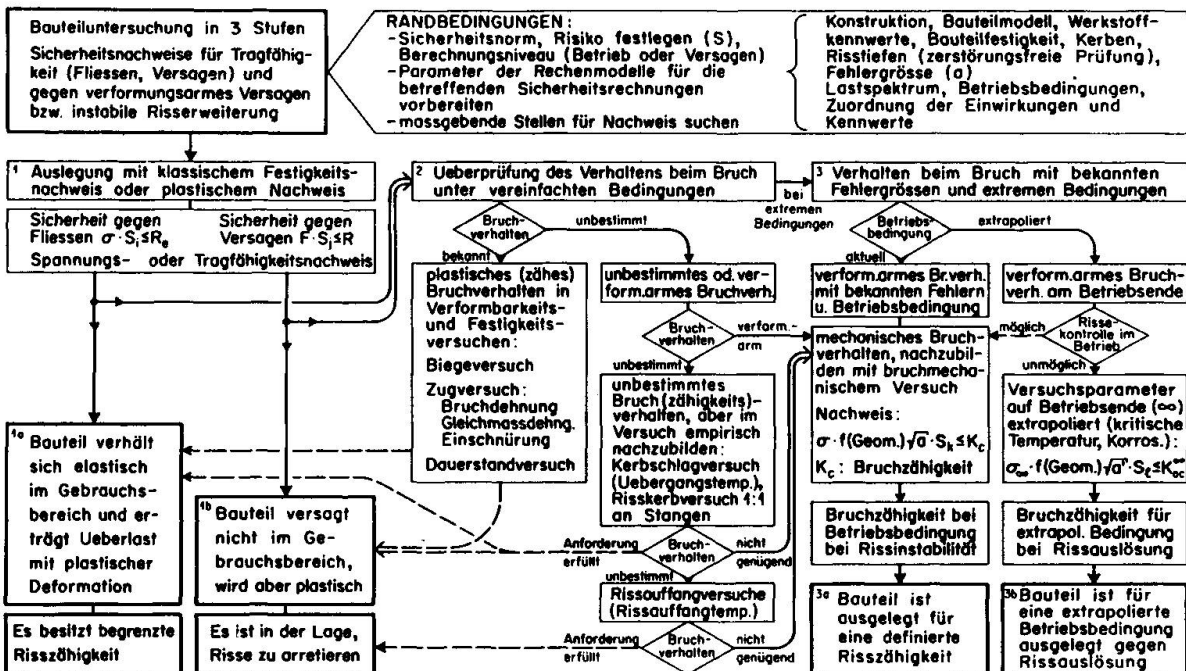 Bauteiluntersuchung in 3 Stufen
Sicherheitsnachweise für Tragfähig-
keit (Fliessen, Versagen) und
gegen verformungsarmes Versagen
bzw. instabile Risserweiterung
RANDBEDINGUNGEN:
-Sicherheitsnorm, Risiko festlegen (S),
Berechnungsniveau (Betrieb oder Versagen)
-Parameter der Rechenmodelle für die
betreffenden Sicherheitsrechnungen
vorbereiten
-massgebende Stellen für Nachweis suchen
Konstruktion, Bauteilmodell, Werkstoff-
kennwerte, Bauteilfestigkeit, Kerben,
Risstiefen (zerstörungsfreie Prüfung),
Fehlergrösse (a)
Lastspektrum, Betriebsbedingungen,
Zuordnung der Einwirkungen und
Kennwerte
1 Auslegung mit klassischem Festigkeits-
nachweis oder plastischem Nachweis
Sicherheit gegen
Fliessen σ·Si≤Re
Sicherheit gegen
Versagen F·Sj≤R
Spannungs- oder Tragfähigkeitsnachweis
2 Ueberprüfung des Verhaltens beim Bruch
unter vereinfachten Bedingungen
bei
extremen
Bedingungen
3 Verhalten beim Bruch mit bekannten
Fehlergrössen und extremen Bedingungen
Bruch-
verhalten
unbestimmt
bekannt
plastisches (zähes)
Bruchverhalten in
Verformbarkeits-
und Festigkeits-
versuchen:
Biegeversuch
Zugversuch:
Bruchdehnung
Gleichmassdehng.
Einschnürung
Dauerstandversuch
unbestimmtes od. ver-
form.armes Bruchverh.
Bruch-
verhalten
verform.-
arm
unbestimmt
unbestimmtes
Bruch(zähigkeits)-
verhalten, aber im
Versuch empirisch
nachzubilden:
Kerbschlagversuch
(Uebergangstemp.),
Risskerbversuch 1:1
an Stangen
Anforderung
erfüllt
Bruch-
verhalten
nicht
genügend
unbestimmt
Rissauffangversuche
(Rissauffangtemp.)
Anforderung
erfüllt
Bruch-
verhalten
nicht
genügend
Betriebs-
bedingung
extrapoliert
aktuell
verform.armes Br.verh.
mit bekannten Fehlern
u. Betriebsbedingung
mechanisches Bruch-
verhalten, nachzubil-
den mit bruchmecha-
nischem Versuch
Nachweis:
σ·f(Geom.)√a·Sk≤Kc
Kc: Bruchzähigkeit
Bruchzähigkeit bei
Betriebsbedingung
bei Rissinstabilität
3a Bauteil ist
ausgelegt für
eine definierte
Risszähigkeit
verform.armes Bruch-
verh. am Betriebsende
möglich
Risse-
kontrolle im
Betrieb
unmöglich
Versuchsparameter
auf Betriebsende (∞)
extrapoliert (kritische
Temperatur, Korros.):
Bruchzähigkeit für
extrapol. Bedingung
bei Rissauslösung
3b Bauteil ist für
eine extrapolierte
Betriebsbedingung
ausgelegt gegen
Rissauslösung
1a Bauteil verhält
sich elastisch
im Gebrauchs-
bereich und er-
trägt Ueberlast
mit plastischer
Deformation
Es besitzt begrenzte
Risszähigkeit
1b Bauteil versagt
nicht im Ge-
brauchsbereich,
wird aber plastisch
Es ist in der Lage,
Risse zu arretieren